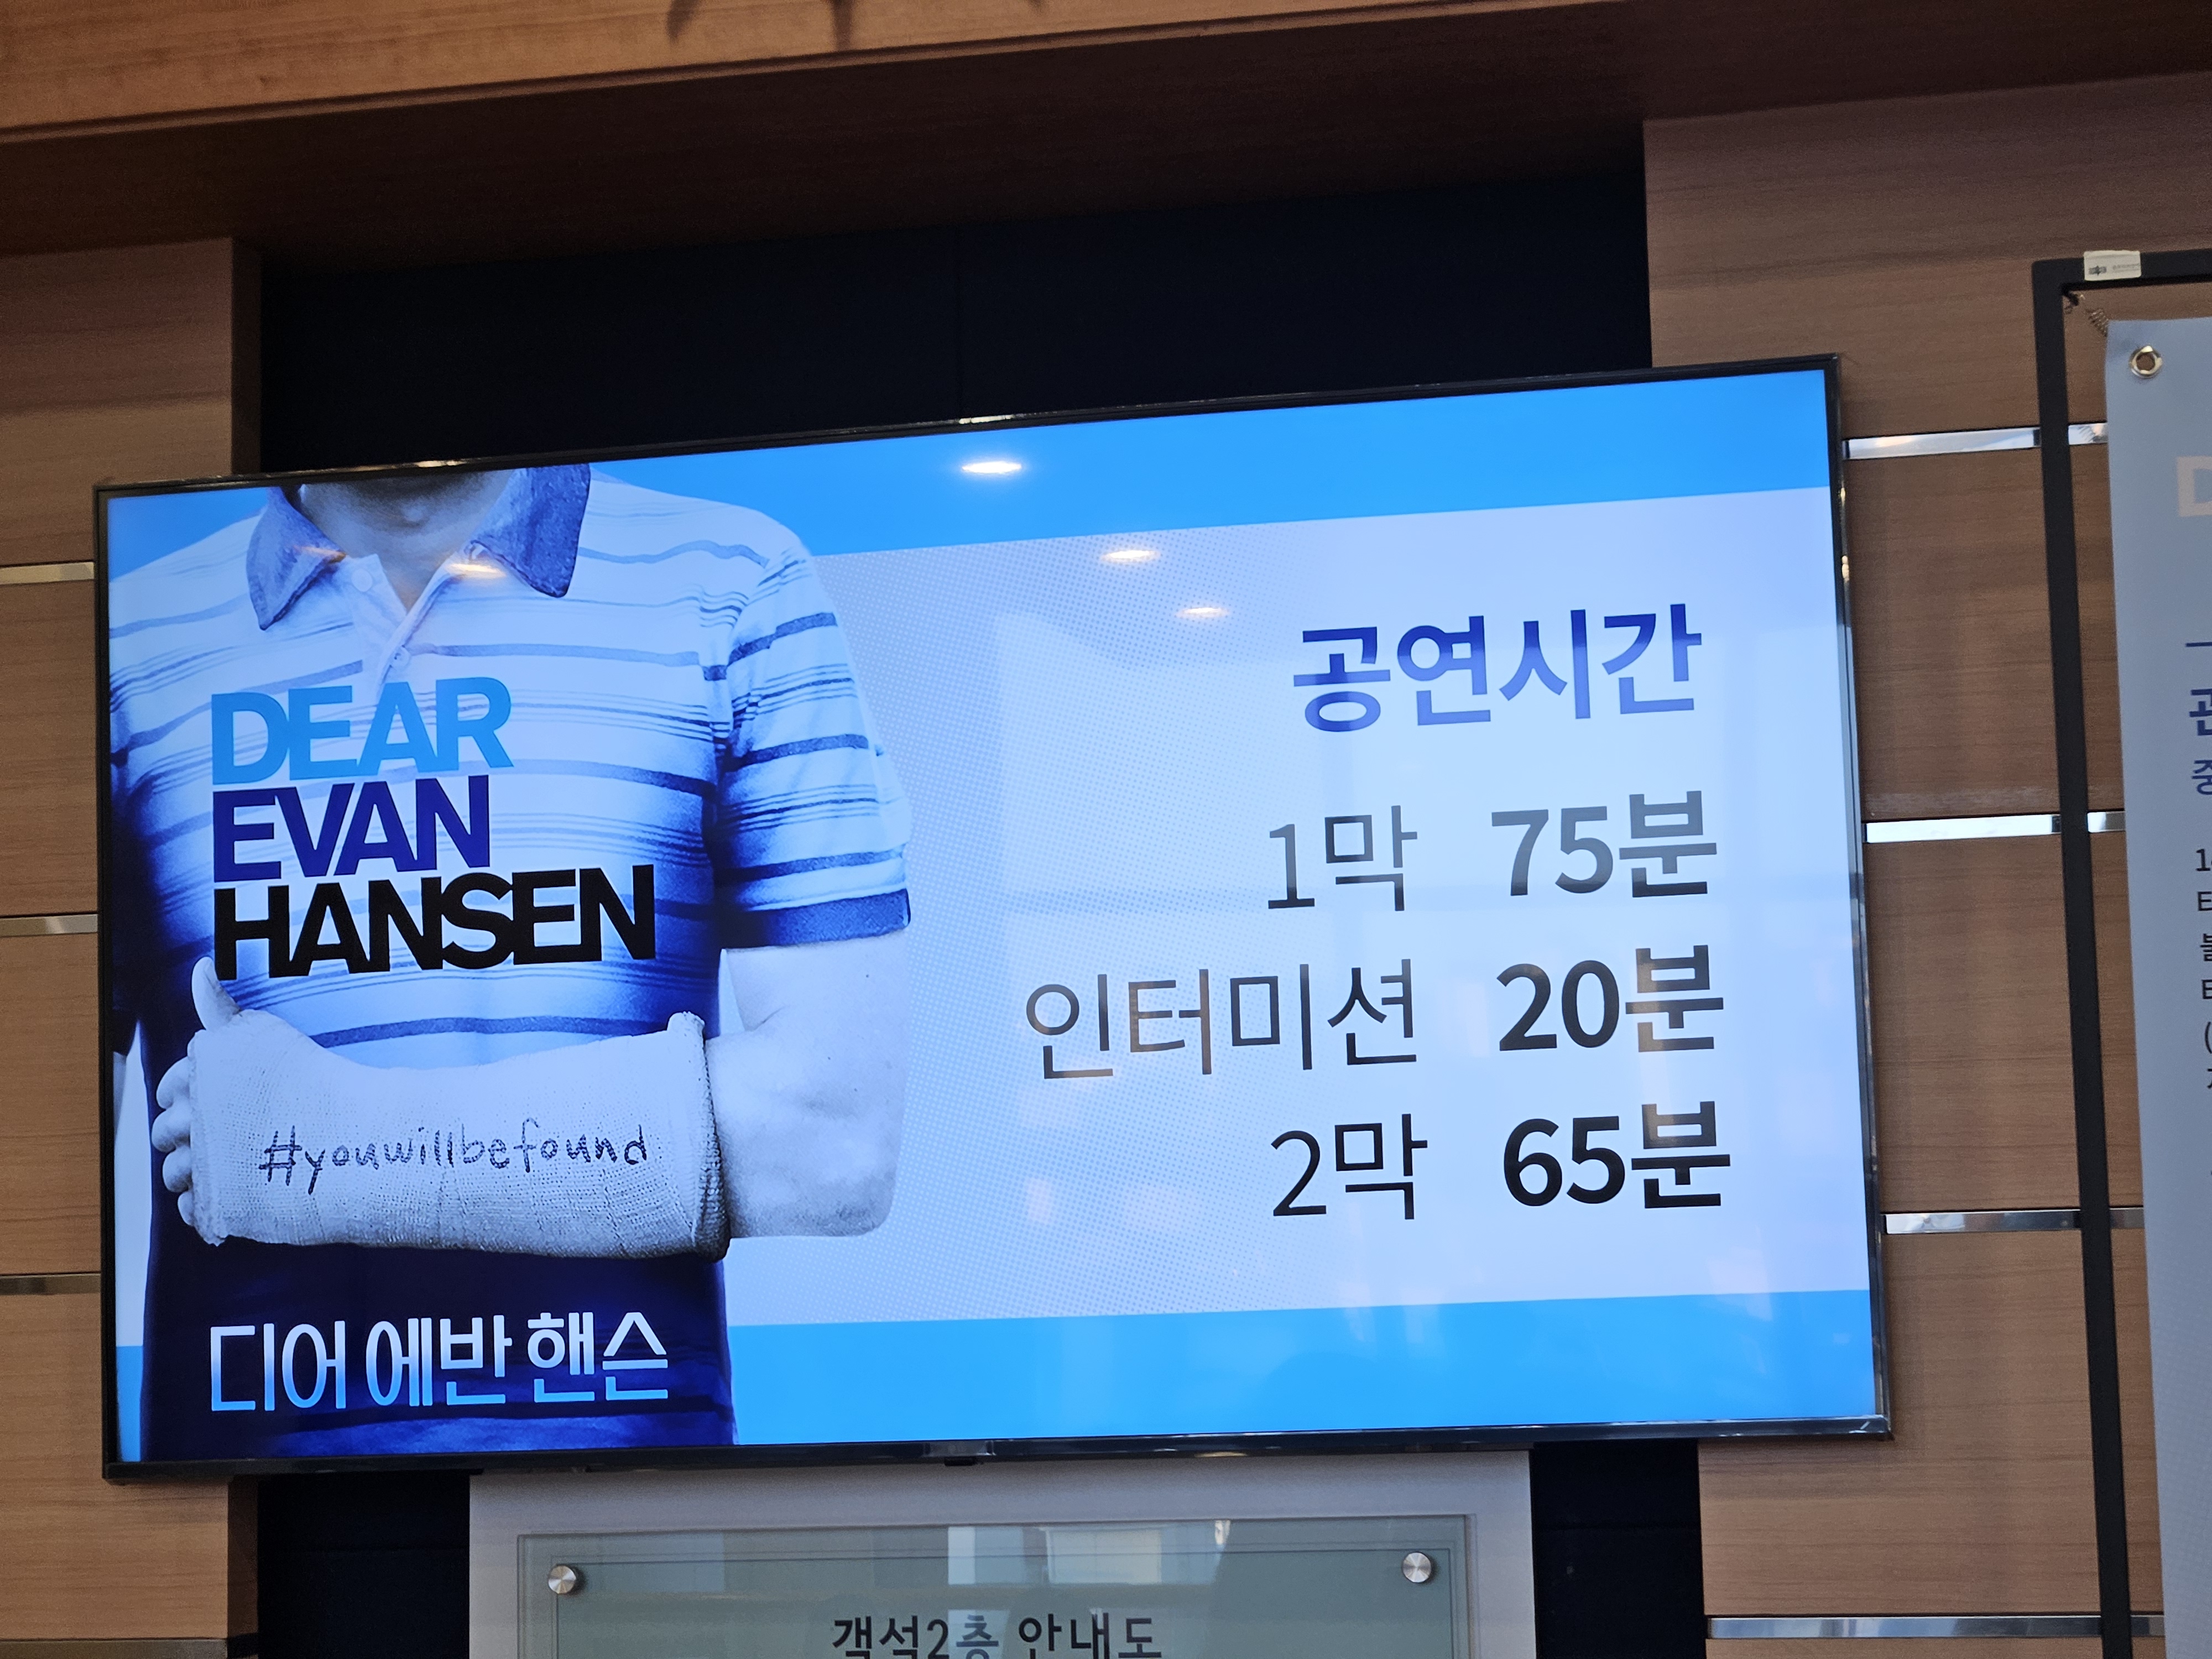 DEAR
EVAN
HANSEN
#youwillbefound
디어 에반 핸슨
공연시간
1막 75분
인터미션 20분
2막 65분
객석2층 안내도